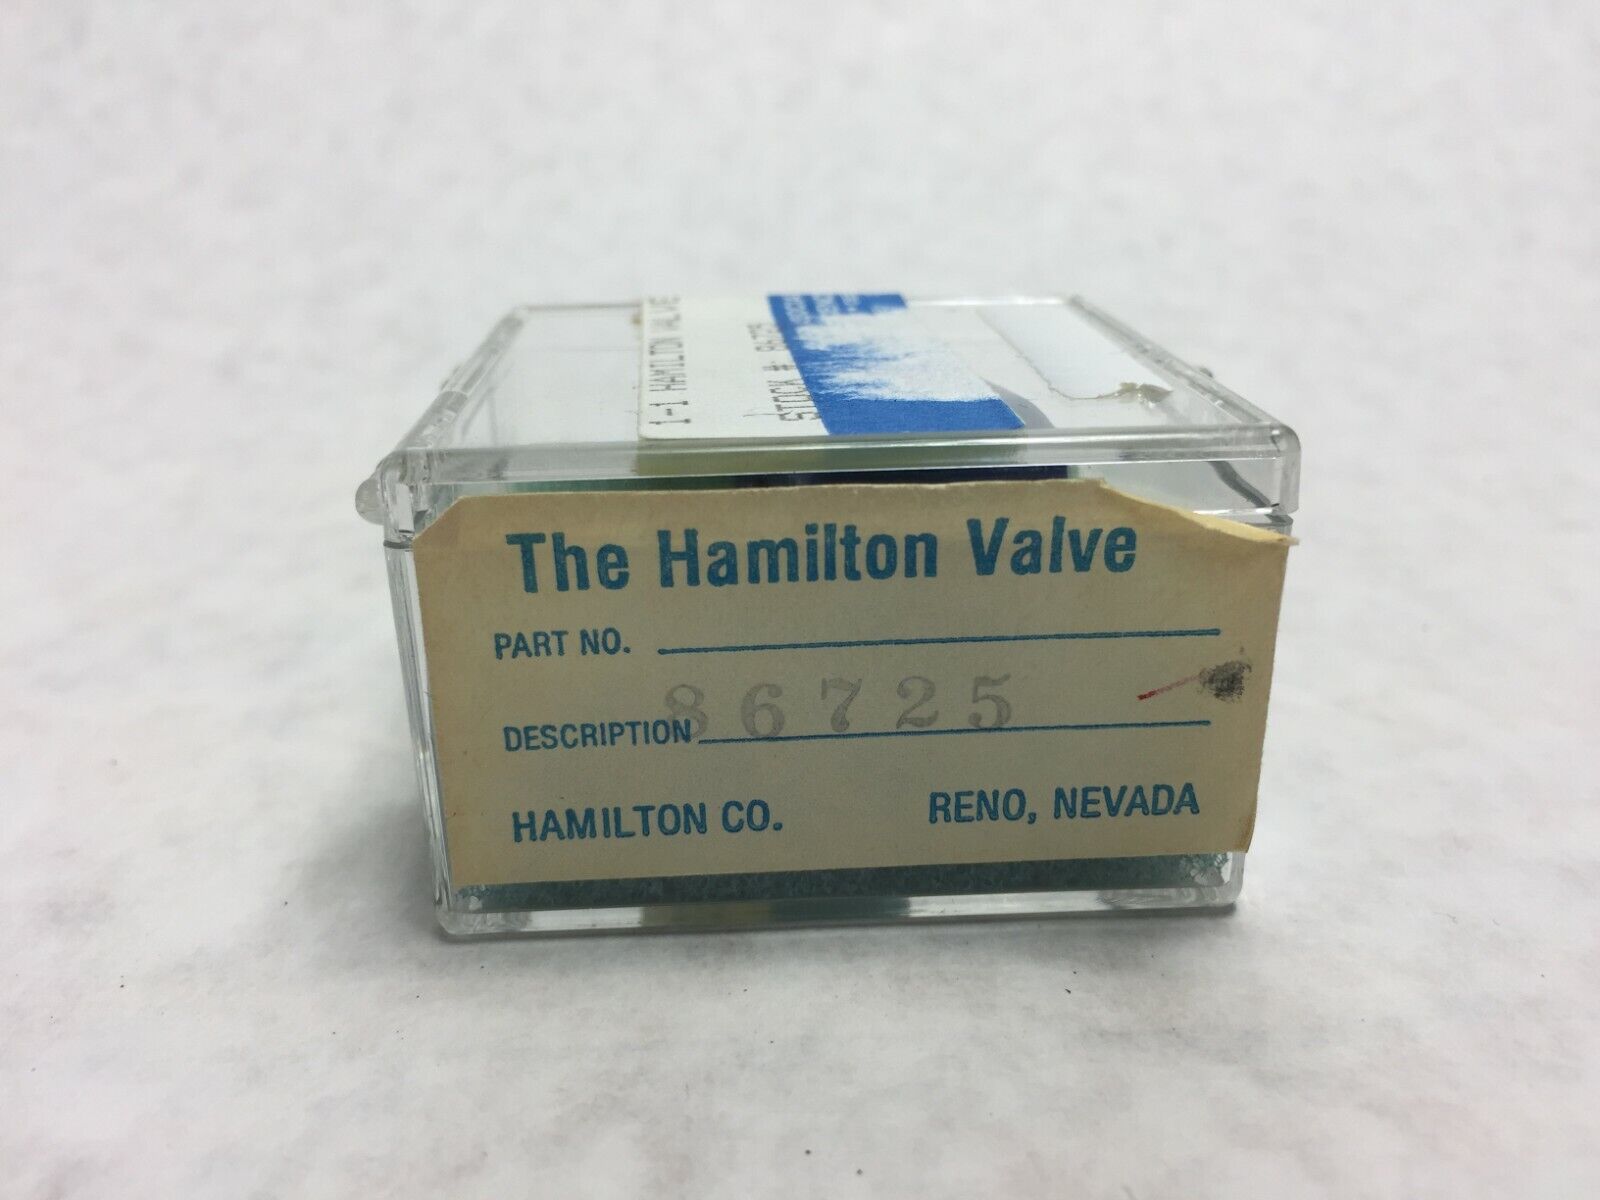 1-1 HAMILTON VALVE
STOCK #:
The Hamilton Valve
PART NO.
86725
DESCRIPTION
HAMILTON CO. RENO, NEVADA